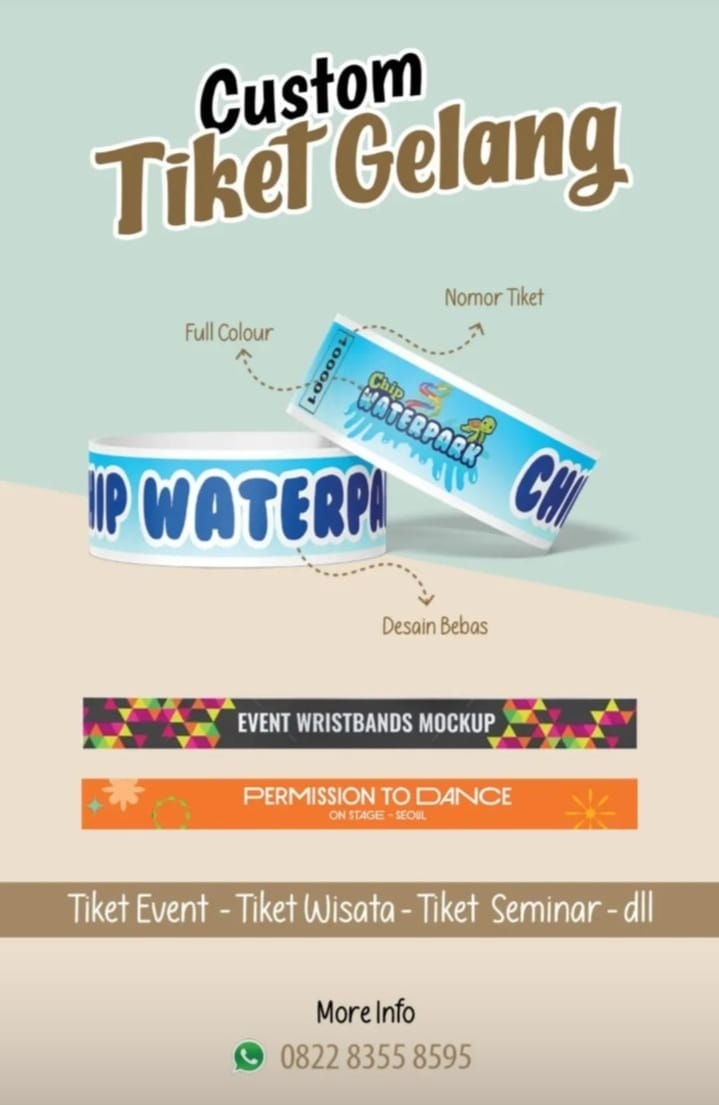 Custom
Tiket Gelang
Nomor Tiket
Full Colour
100001
Chip
WATERPARK
CHI
HIP WATERPA
Desain Bebas
EVENT WRISTBANDS MOCKUP
PERMISSION TO DANCE
ON STAGE - SEOUL
Tiket Event - Tiket Wisata - Tiket Seminar - dll
More Info
0822 8355 8595